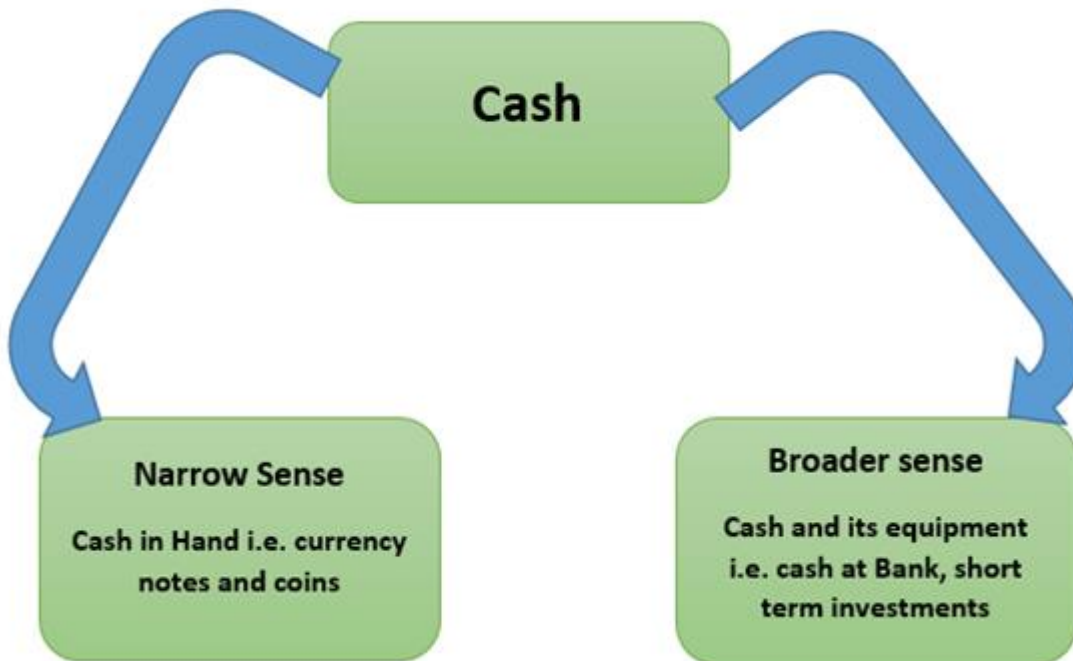 Cash
Narrow Sense
Cash in Hand i.e. currency
notes and coins
Broader sense
Cash and its equipment
i.e. cash at Bank, short
term investments